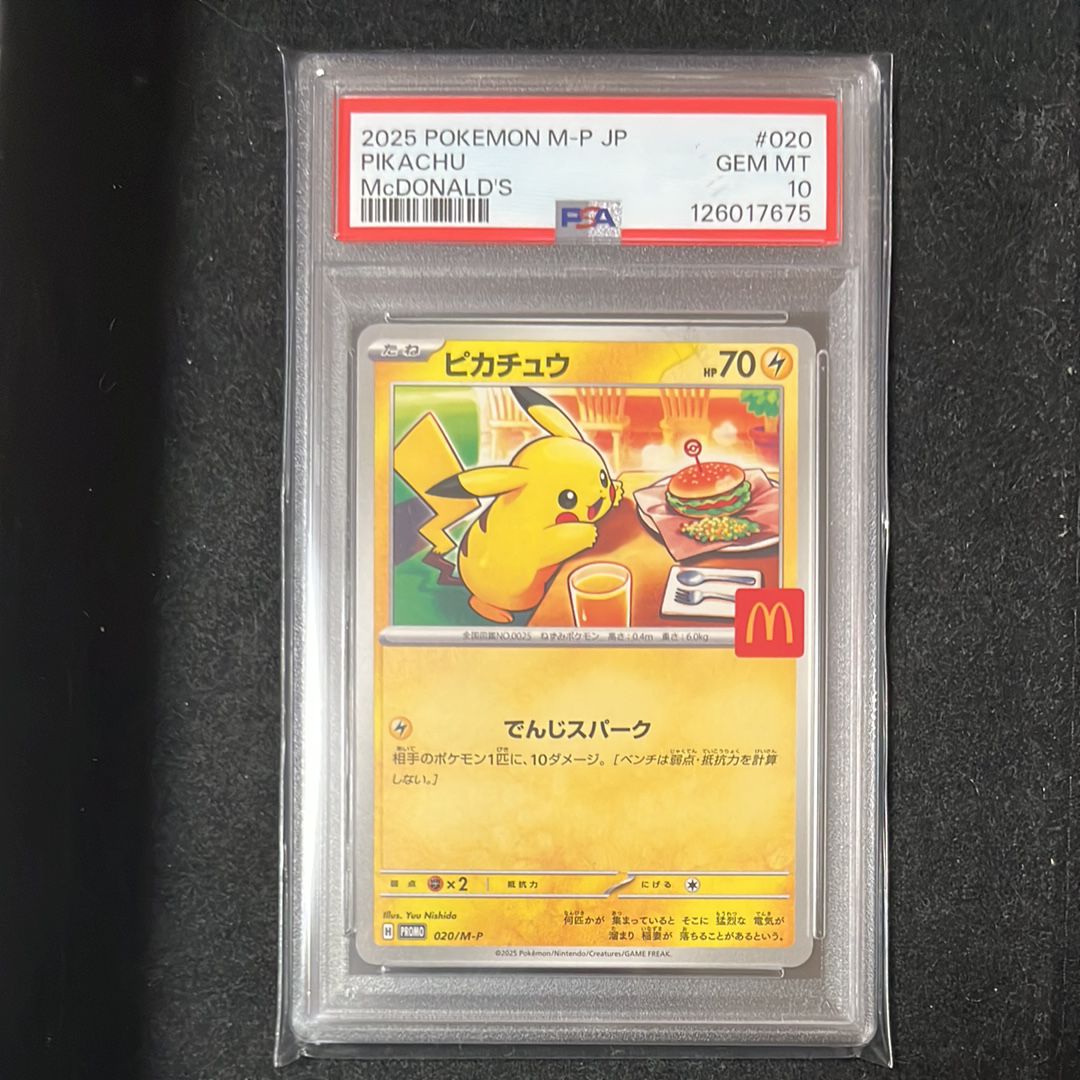 2025 POKEMON M-P JP #020
PIKACHU GEM MT
McDONALD'S 10
PSA 126017675
たね ピカチュウ HP70
M
全国図鑑NO.0025 ねずみポケモン 高さ:0.4m 重さ:6.0kg
でんじスパーク
相手のポケモン1匹に、10ダメージ。[ベンチは弱点・抵抗力を計算
しない。]
弱点 ×2 抵抗力 にげる
Illus. Yuu Nishida
何匹かが 集まっていると そこに 猛烈な 電気が
溜まり 稲妻が 落ちることがあるという。
H PROMO 020/M-P
©2025 Pokémon/Nintendo/Creatures/GAME FREAK.